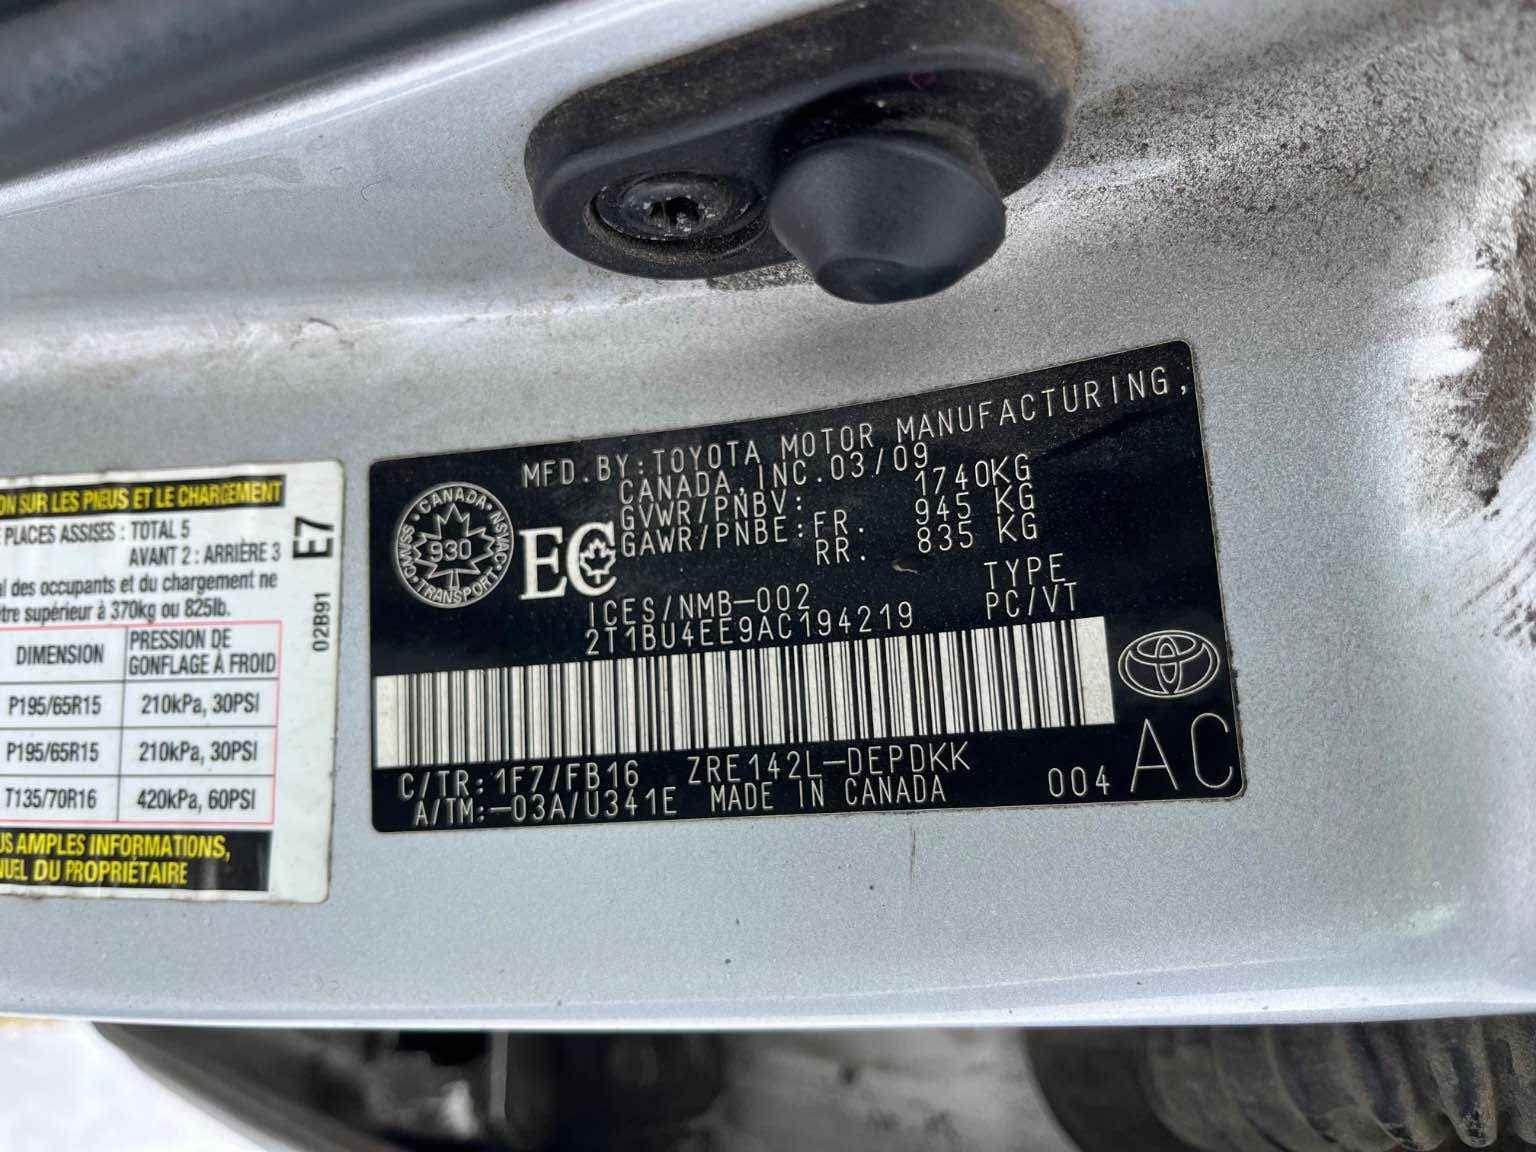 ON SUR LES PNEUS ET LE CHARGEMENT
PLACES ASSISES : TOTAL 5
AVANT 2 : ARRIÈRE 3
E7
al des occupants et du chargement ne
être supérieur à 370kg ou 825lb.
02B91
DIMENSION
PRESSION DE
GONFLAGE À FROID
P195/65R15 210kPa, 30PSI
P195/65R15 210kPa, 30PSI
T135/70R16 420kPa, 60PSI
US AMPLES INFORMATIONS,
NUEL DU PROPRIÉTAIRE
MFD.BY:TOYOTA MOTOR MANUFACTURING,
CANADA,INC.03/09
GVWR/PNBV: 1740KG
GAWR/PNBE:FR. 945 KG
RR. 835 KG
CANADA
930
TRANSPORT
NSVAC
SSMNC
EC
ICES/NMB-002
TYPE
2T1BU4EE9AC194219
PC/VT
C/TR:1F7/FB16 ZRE142L-DEPDKK
A/TM:-03A/U341E MADE IN CANADA
004 AC